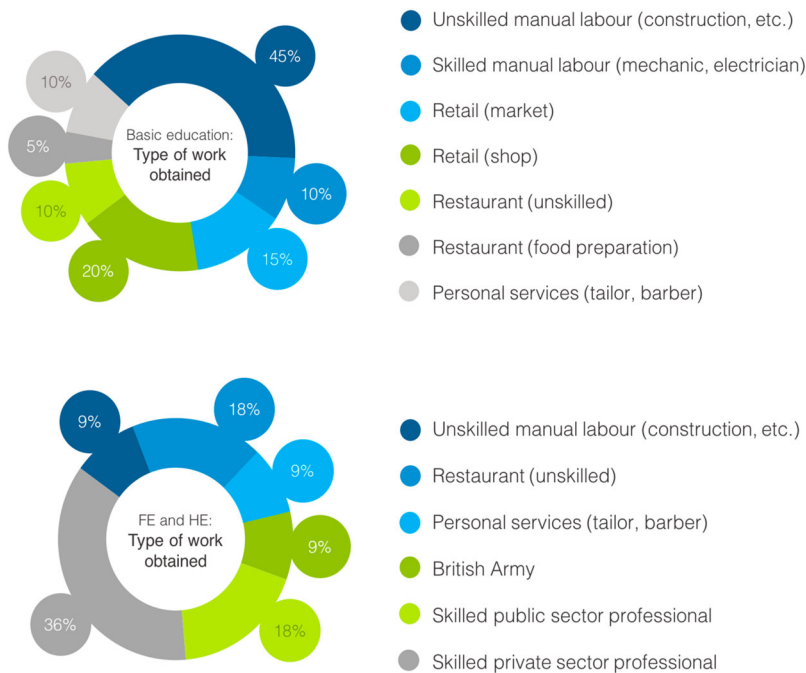 45%
10%
5%
10%
20%
15%
10%
Basic education:
Type of work
obtained
Unskilled manual labour (construction, etc.)
Skilled manual labour (mechanic, electrician)
Retail (market)
Retail (shop)
Restaurant (unskilled)
Restaurant (food preparation)
Personal services (tailor, barber)
9%
18%
9%
9%
18%
36%
FE and HE:
Type of work
obtained
Unskilled manual labour (construction, etc.)
Restaurant (unskilled)
Personal services (tailor, barber)
British Army
Skilled public sector professional
Skilled private sector professional